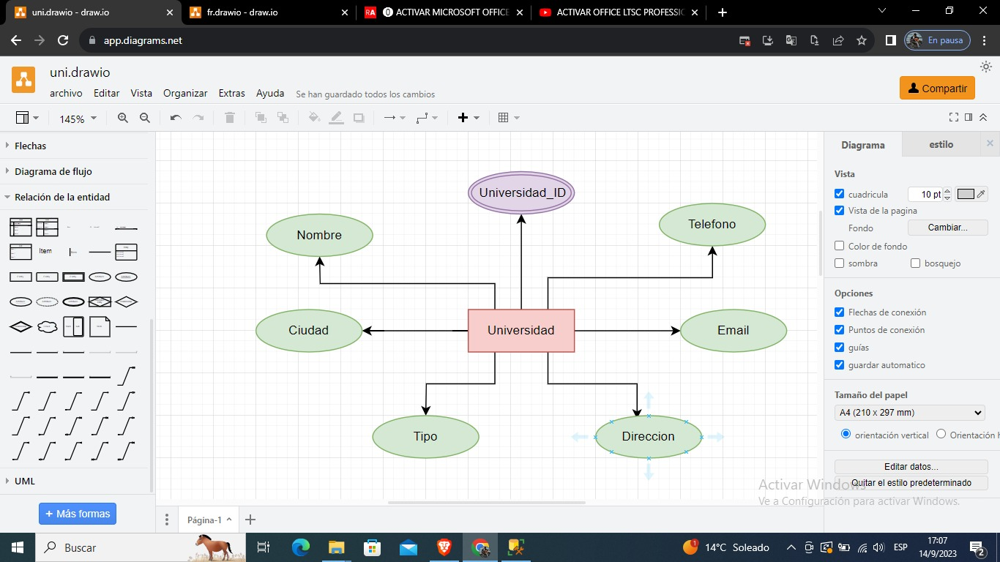 uni.drawio - draw.io
fr.drawio - draw.io
RA
0 ACTIVAR MICROSOFT OFFICE
ACTIVAR OFFICE LTSC PROFESSIO
app.diagrams.net
En pausa
uni.drawio
archivo Editar Vista Organizar Extras Ayuda Se han guardado todos los cambios
Compartir
145%
Flechas
Diagrama de flujo
Relación de la entidad
Item
UML
+ Más formas
Universidad_ID
Nombre
Telefono
Ciudad
Universidad
Email
Tipo
Direccion
Página-1
Diagrama
estilo
Vista
cuadricula
10 pt
Vista de la pagina
Fondo
Cambiar...
Color de fondo
sombra
bosquejo
Opciones
Flechas de conexión
Puntos de conexión
guías
guardar automatico
Tamaño del papel
A4 (210 x 297 mm)
orientación vertical
Orientación h
Editar datos...
Quitar el estilo predeterminado
Activar Windows
Ve a Configuración para activar Windows.
Buscar
1
14°C Soleado
ESP
17:07
14/9/2023
2